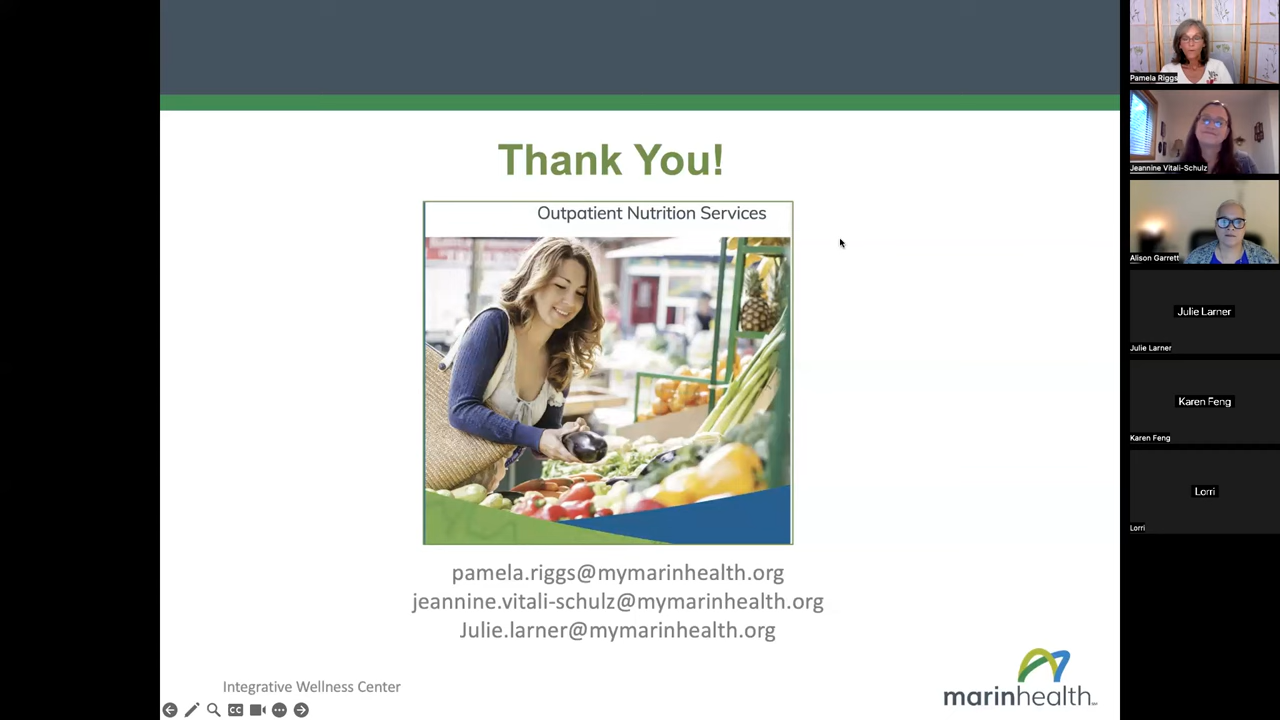 Thank You!
Outpatient Nutrition Services
pamela.riggs@mymarinhealth.org
jeannine.vitali-schulz@mymarinhealth.org
Julie.larner@mymarinhealth.org
Integrative Wellness Center
marinhealth
CC
Pamela Riggs
Jeannine Vitali-Schulz
Alison Garrett
Julie Larner
Julie Larner
Karen Feng
Karen Feng
Lorri
Lorri